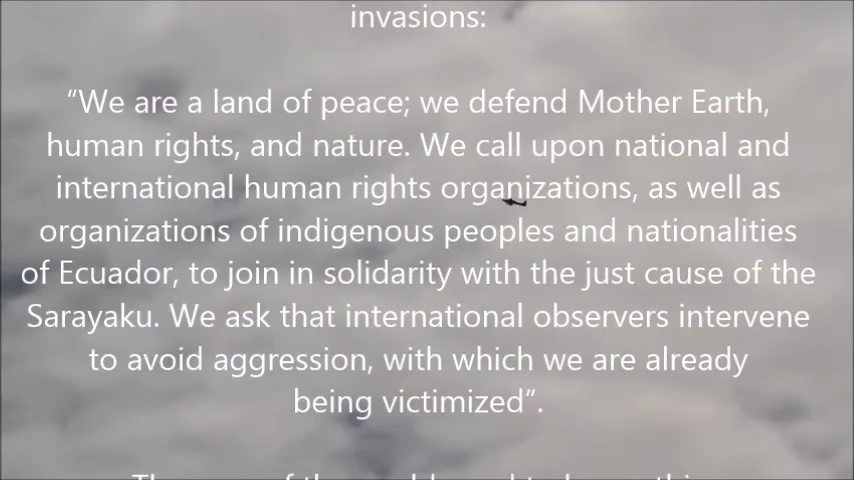 invasions:
“We are a land of peace; we defend Mother Earth,
human rights, and nature. We call upon national and
international human rights organizations, as well as
organizations of indigenous peoples and nationalities
of Ecuador, to join in solidarity with the just cause of the
Sarayaku. We ask that international observers intervene
to avoid aggression, with which we are already
being victimized”.